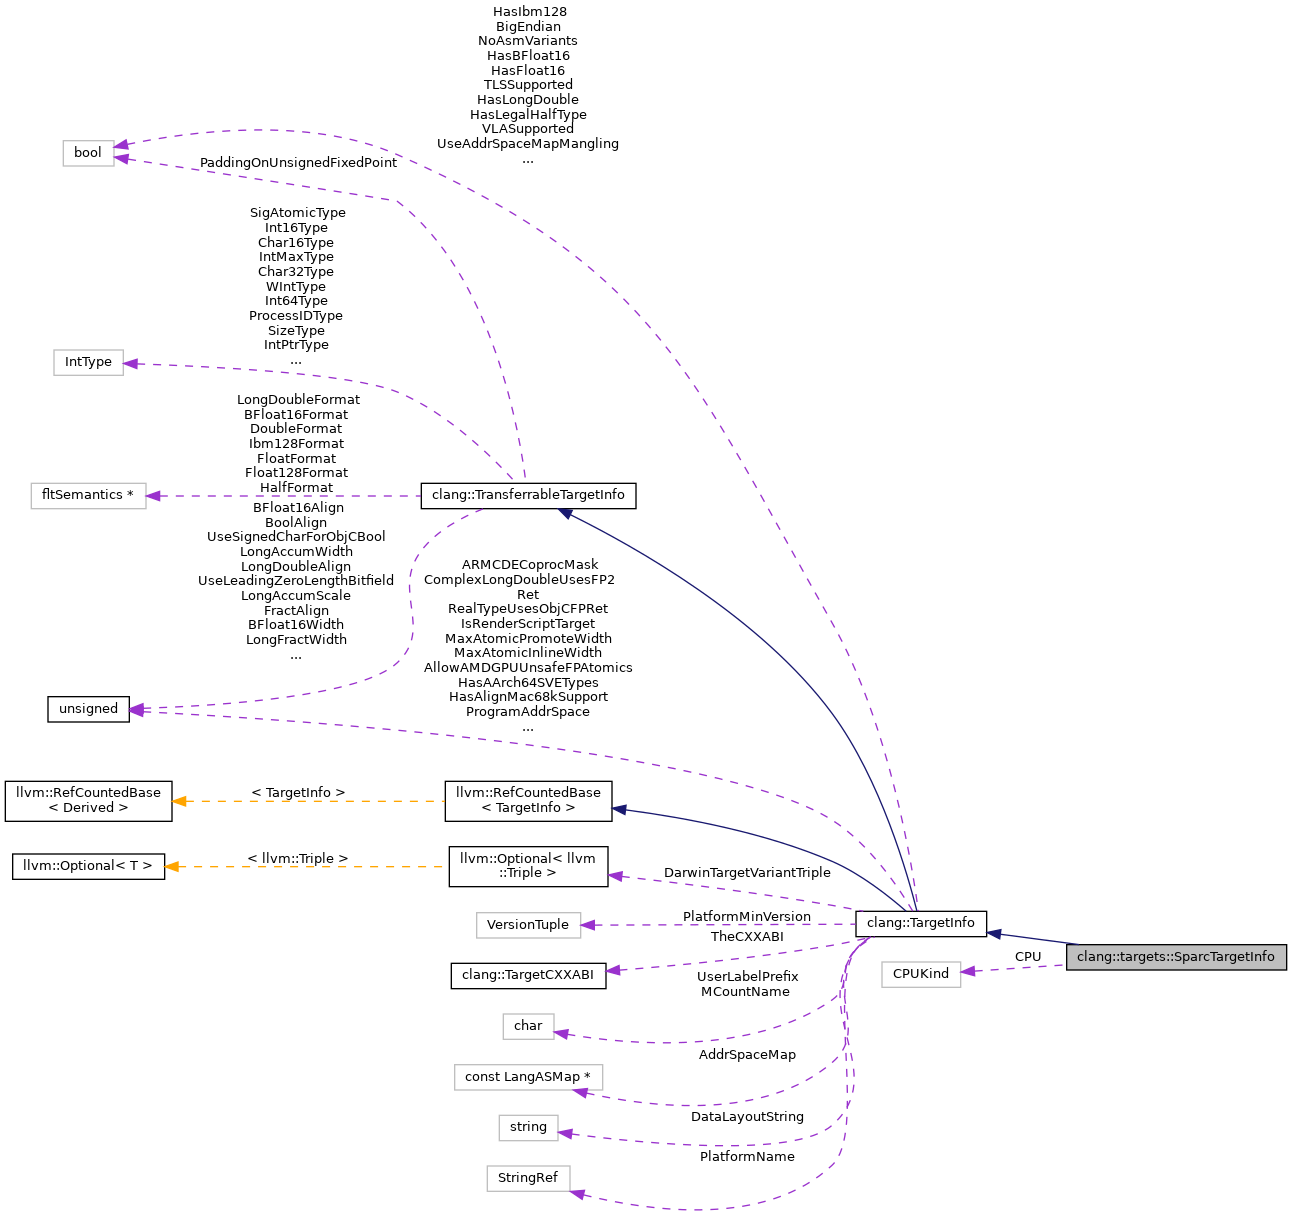 HasIbm128
BigEndian
NoAsmVariants
HasBFloat16
HasFloat16
TLSSupported
HasLongDouble
HasLegalHalfType
VLASupported
UseAddrSpaceMapMangling
...
bool
PaddingOnUnsignedFixedPoint
SigAtomicType
Int16Type
Char16Type
IntMaxType
Char32Type
WIntType
Int64Type
ProcessIDType
SizeType
IntPtrType
...
IntType
LongDoubleFormat
BFloat16Format
DoubleFormat
Ibm128Format
FloatFormat
Float128Format
HalfFormat
fltSemantics *
clang::TransferrableTargetInfo
BFloat16Align
BoolAlign
UseSignedCharForObjCBool
LongAccumWidth
LongDoubleAlign
UseLeadingZeroLengthBitfield
LongAccumScale
FractAlign
BFloat16Width
LongFractWidth
...
ARMCDECoprocMask
ComplexLongDoubleUsesFP2
Ret
RealTypeUsesObjCFPRet
IsRenderScriptTarget
MaxAtomicPromoteWidth
MaxAtomicInlineWidth
AllowAMDGPUUnsafeFPAtomics
HasAArch64SVETypes
HasAlignMac68kSupport
ProgramAddrSpace
...
unsigned
llvm::RefCountedBase
< Derived >
< TargetInfo >
llvm::RefCountedBase
< TargetInfo >
llvm::Optional< T >
< llvm::Triple >
llvm::Optional< llvm
::Triple >
DarwinTargetVariantTriple
VersionTuple
PlatformMinVersion
clang::TargetInfo
TheCXXABI
clang::TargetCXXABI
CPUKind
CPU
clang::targets::SparcTargetInfo
UserLabelPrefix
MCountName
char
AddrSpaceMap
const LangASMap *
DataLayoutString
string
PlatformName
StringRef